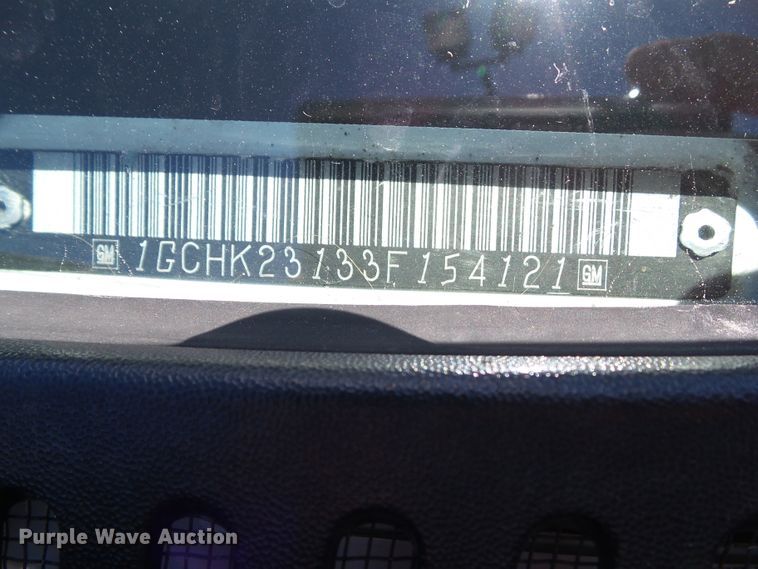 GM 1GCHK23133F154121 GM
Purple Wave Auction